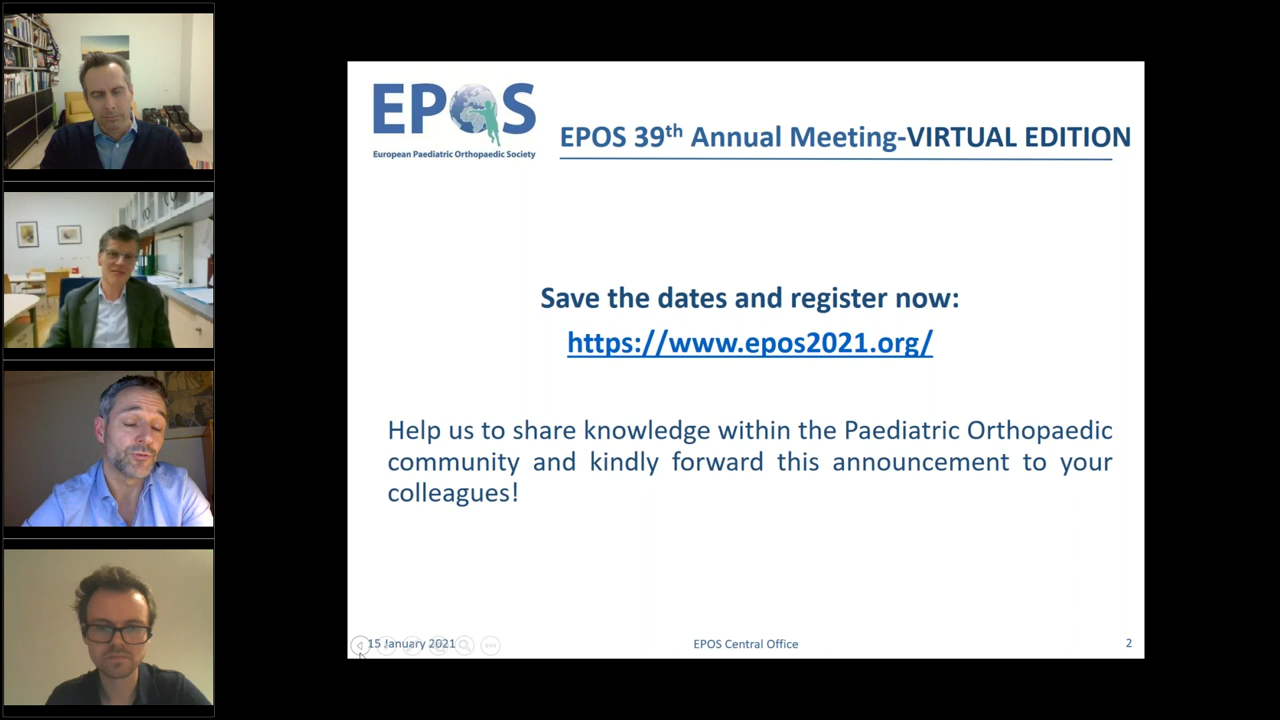 EPOS
European Paediatric Orthopaedic Society
EPOS 39th Annual Meeting-VIRTUAL EDITION
Save the dates and register now:
https://www.epos2021.org/
Help us to share knowledge within the Paediatric Orthopaedic
community and kindly forward this announcement to your
colleagues!
15 January 2021
EPOS Central Office
2